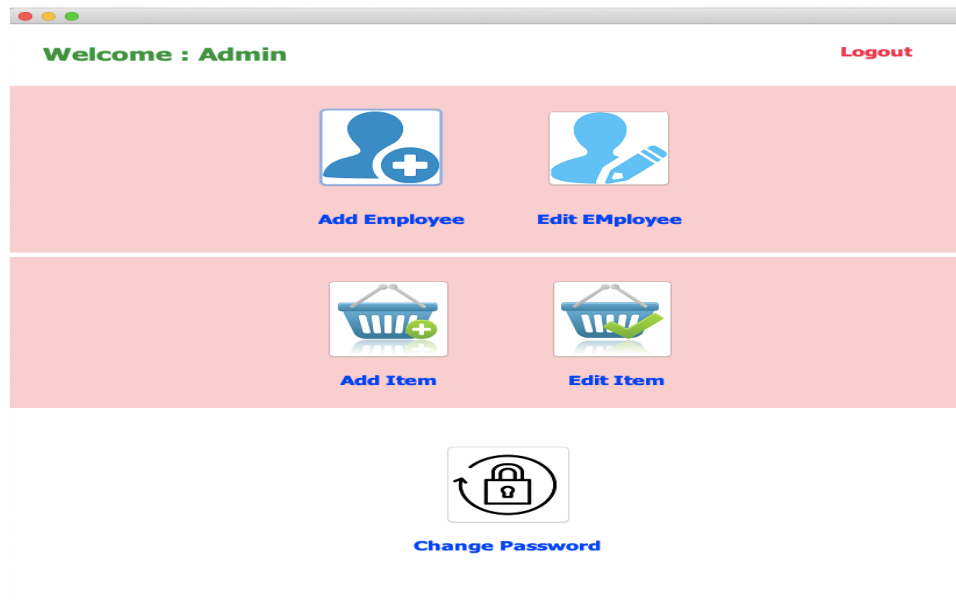 Welcome : Admin
Logout
Add Employee
Edit EMployee
Add Item
Edit Item
Change Password